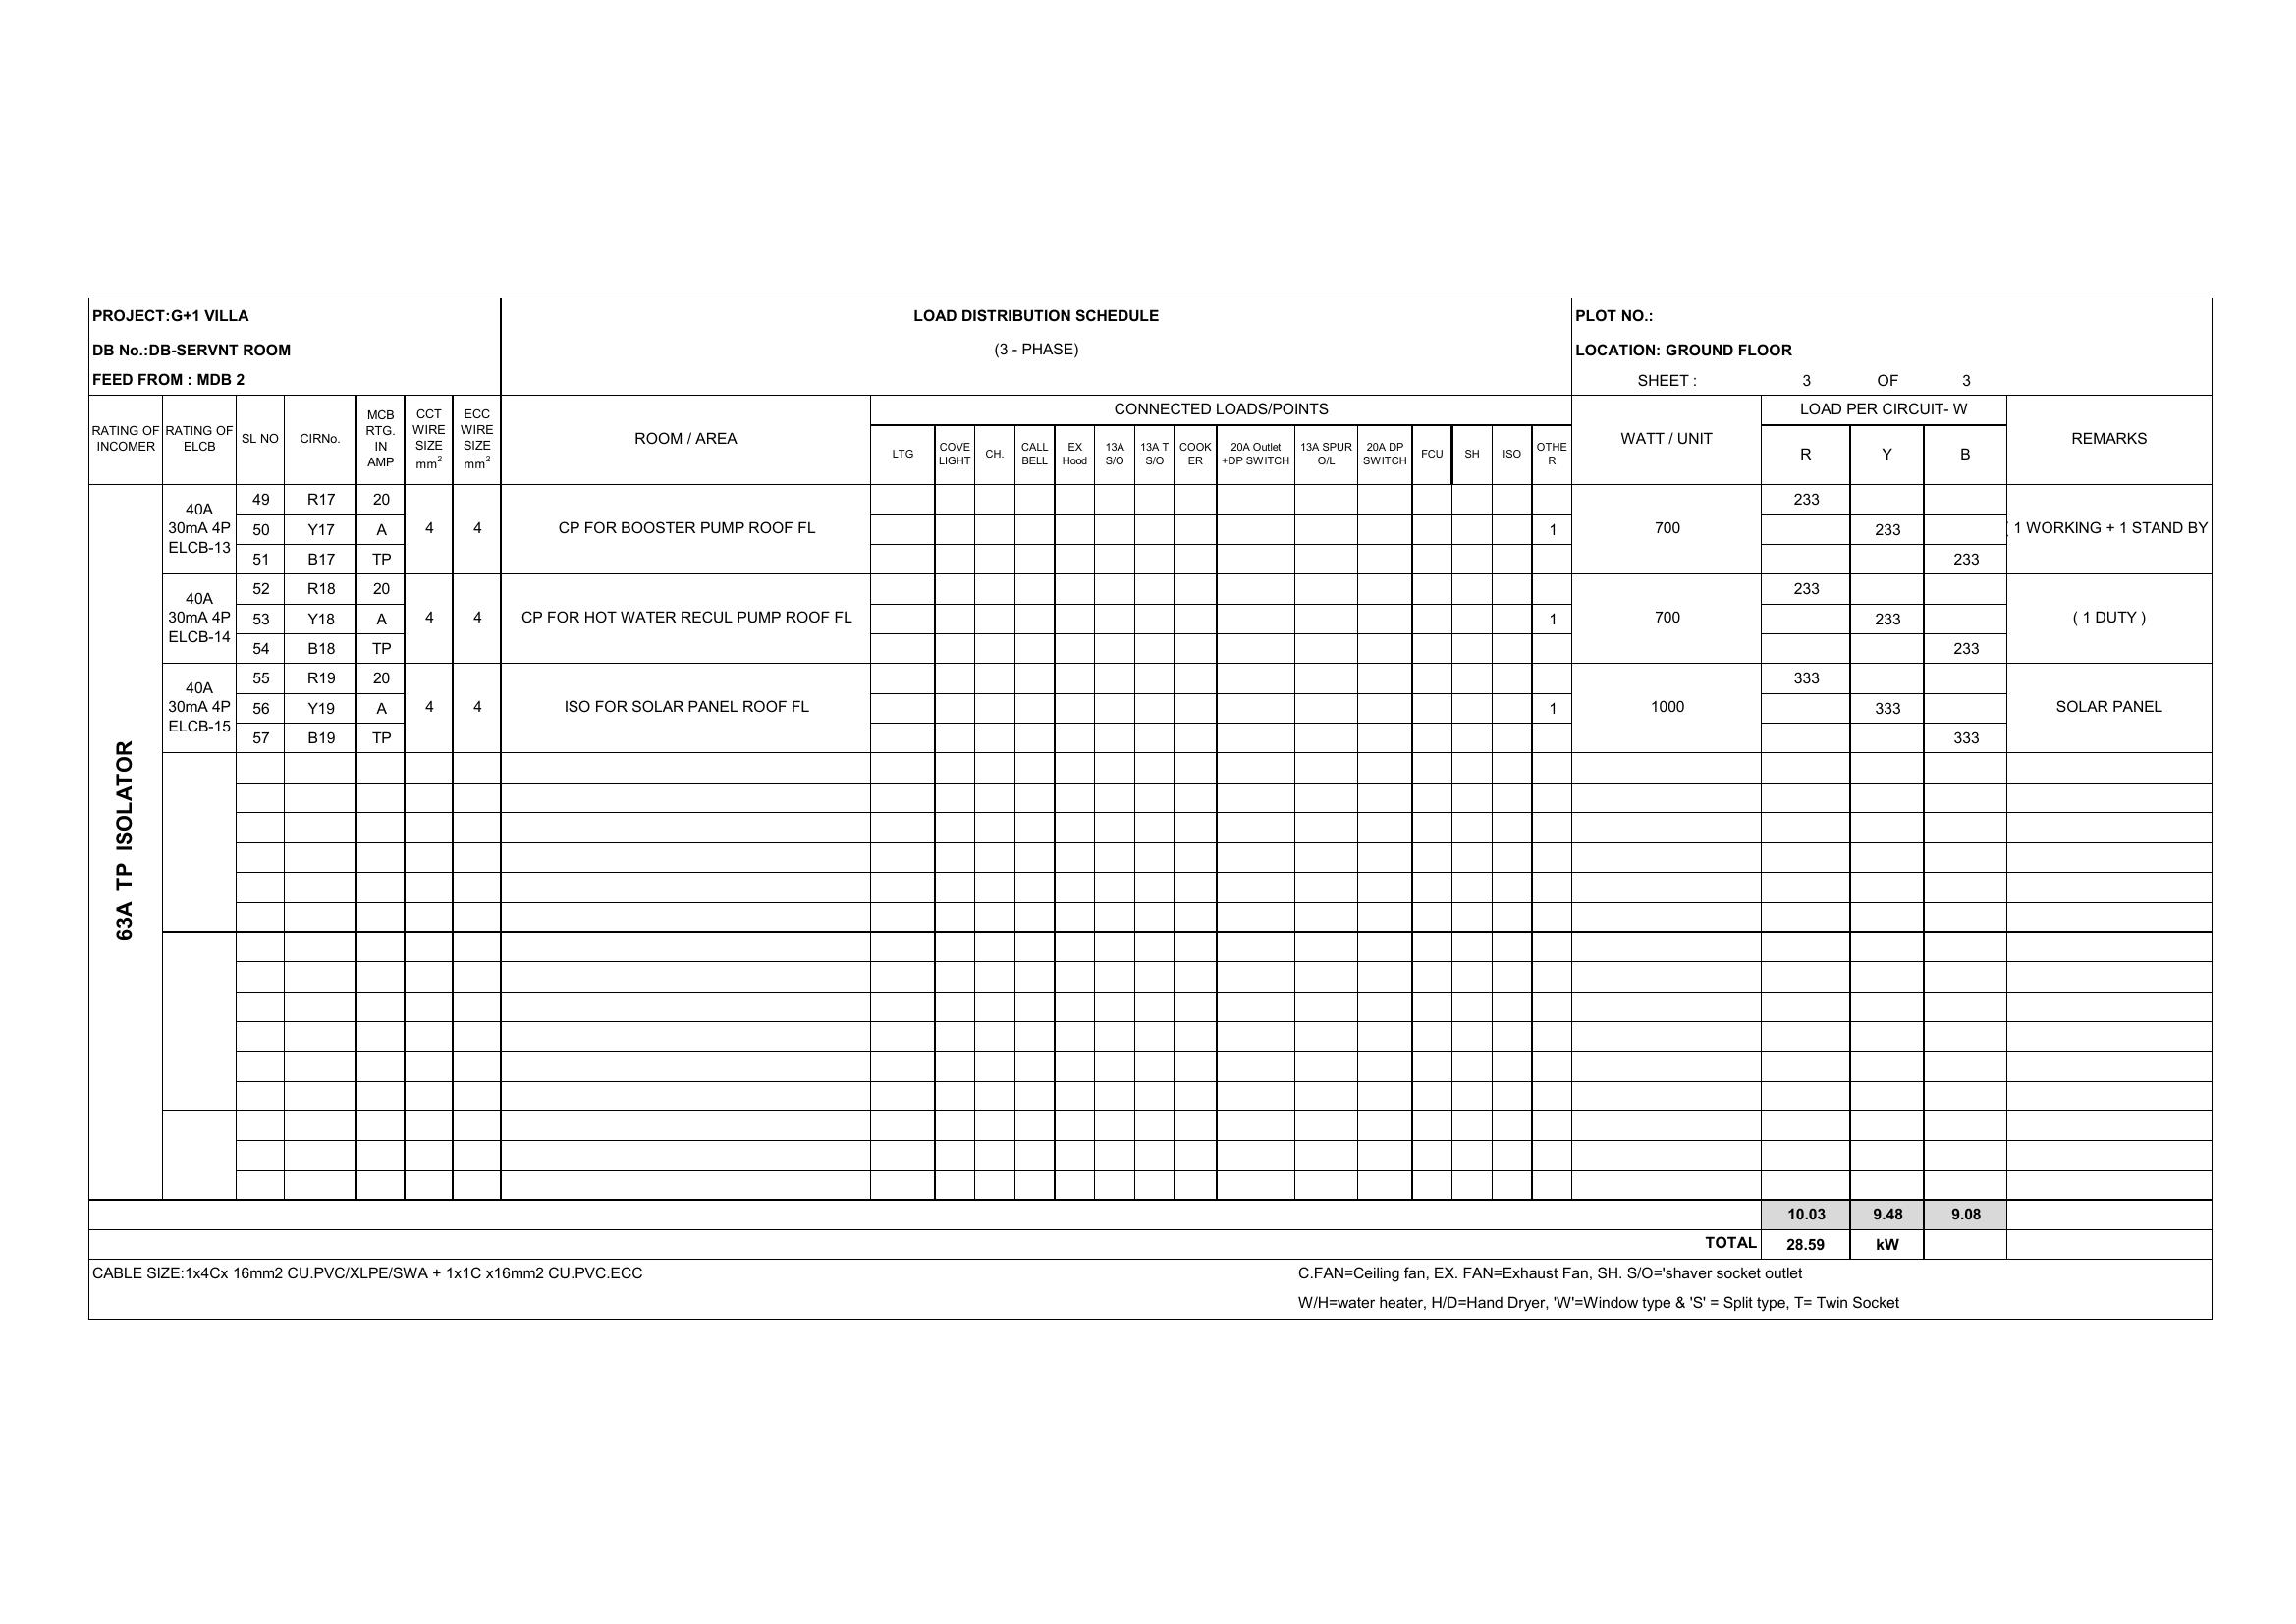 PROJECT:G+1 VILLA
LOAD DISTRIBUTION SCHEDULE
PLOT NO.:
DB No.:DB-SERVNT ROOM
(3 - PHASE)
LOCATION: GROUND FLOOR
FEED FROM : MDB 2
SHEET : 3 OF 3
RATING OF INCOMER
RATING OF ELCB
SL NO
CIRNo.
MCB RTG. IN AMP
CCT WIRE SIZE mm²
ECC WIRE SIZE mm²
ROOM / AREA
CONNECTED LOADS/POINTS
LTG
COVE LIGHT
CH.
CALL BELL
EX Hood
13A S/O
13A T S/O
COOK ER
20A Outlet +DP SWITCH
13A SPUR O/L
20A DP SWITCH
FCU
SH
ISO
OTHE R
WATT / UNIT
LOAD PER CIRCUIT- W
R Y B
REMARKS
63A TP ISOLATOR
40A
30mA 4P
ELCB-13
49 R17 20 233
50 Y17 A 4 4 CP FOR BOOSTER PUMP ROOF FL 1 700 233 ( 1 WORKING + 1 STAND BY
51 B17 TP 233
40A
30mA 4P
ELCB-14
52 R18 20 233
53 Y18 A 4 4 CP FOR HOT WATER RECUL PUMP ROOF FL 1 700 233 ( 1 DUTY )
54 B18 TP 233
40A
30mA 4P
ELCB-15
55 R19 20 333
56 Y19 A 4 4 ISO FOR SOLAR PANEL ROOF FL 1 1000 333 SOLAR PANEL
57 B19 TP 333
10.03 9.48 9.08
TOTAL 28.59 kW
CABLE SIZE:1x4Cx 16mm2 CU.PVC/XLPE/SWA + 1x1C x16mm2 CU.PVC.ECC
C.FAN=Ceiling fan, EX. FAN=Exhaust Fan, SH. S/O='shaver socket outlet
W/H=water heater, H/D=Hand Dryer, 'W'=Window type & 'S' = Split type, T= Twin Socket